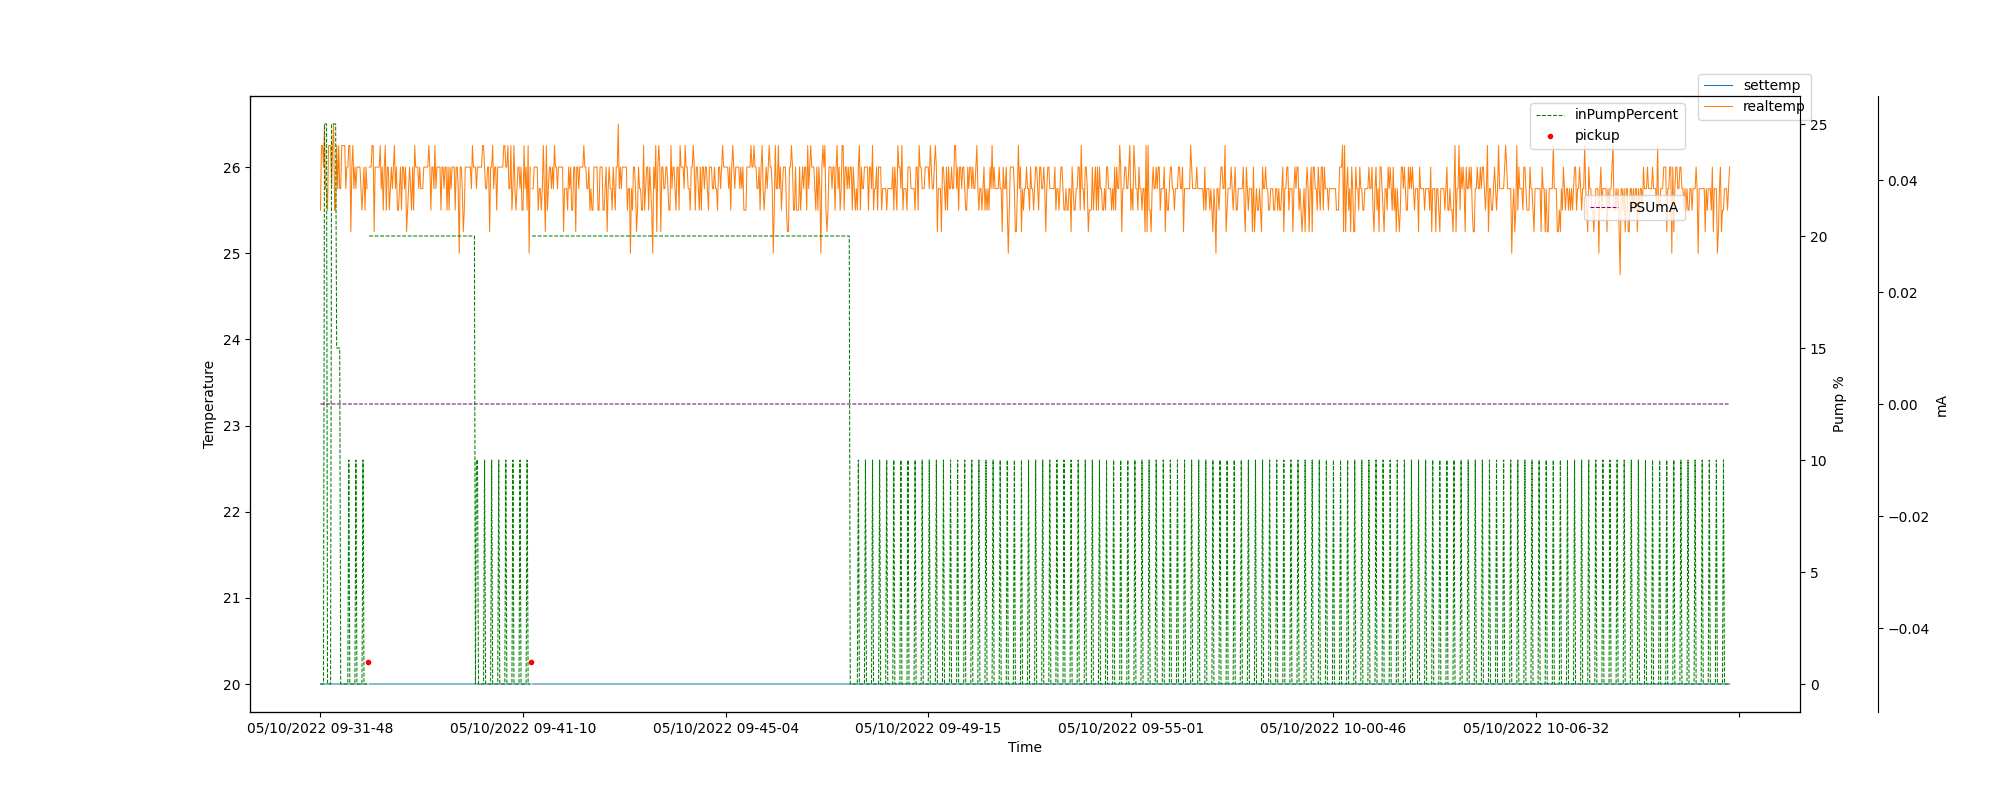 settemp
realtemp
inPumpPercent
pickup
PSUmA
Temperature
26
25
24
23
22
21
20
25
20
15
10
5
0
Pump %
0.04
0.02
0.00
−0.02
−0.04
mA
05/10/2022 09-31-48
05/10/2022 09-41-10
05/10/2022 09-45-04
05/10/2022 09-49-15
05/10/2022 09-55-01
05/10/2022 10-00-46
05/10/2022 10-06-32
Time